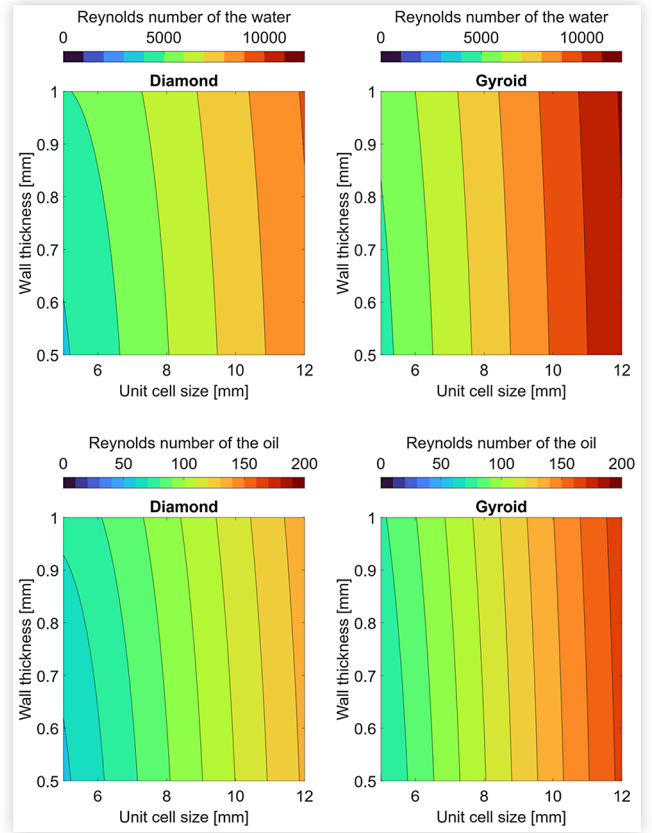 Reynolds number of the water
0 5000 10000
Diamond
1
0.9
0.8
0.7
0.6
0.5
Wall thickness [mm]
6 8 10 12
Unit cell size [mm]
Reynolds number of the water
0 5000 10000
Gyroid
1
0.9
0.8
0.7
0.6
0.5
Wall thickness [mm]
6 8 10 12
Unit cell size [mm]
Reynolds number of the oil
0 50 100 150 200
Diamond
1
0.9
0.8
0.7
0.6
0.5
Wall thickness [mm]
6 8 10 12
Unit cell size [mm]
Reynolds number of the oil
0 50 100 150 200
Gyroid
1
0.9
0.8
0.7
0.6
0.5
Wall thickness [mm]
6 8 10 12
Unit cell size [mm]